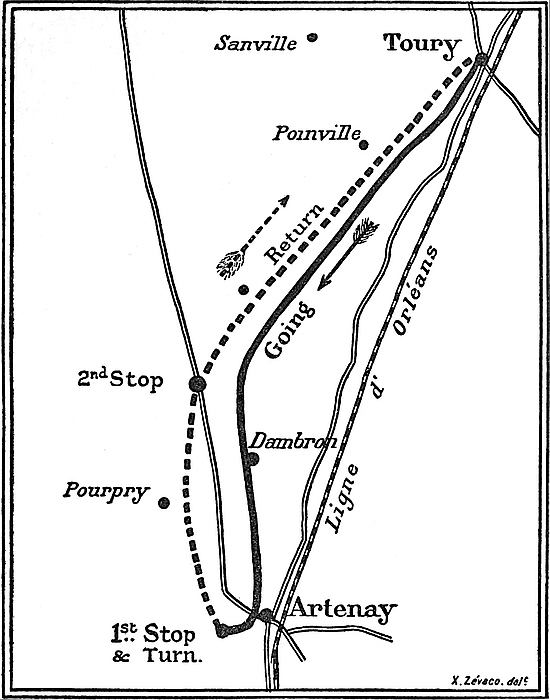 Sanville
Toury
Poinville
Return
Going
Ligne d' Orléans
2nd Stop
Dambron
Pourpry
Artenay
1st Stop
& Turn.
X. Zévaco. delt